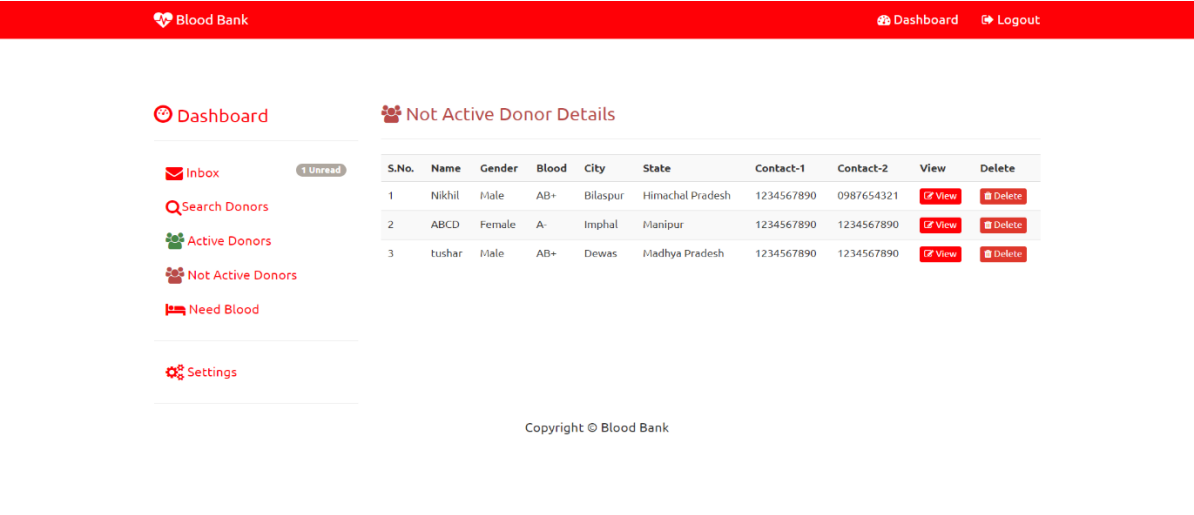 Blood Bank Dashboard Logout
Dashboard
Inbox 1 Unread
Search Donors
Active Donors
Not Active Donors
Need Blood
Settings
Not Active Donor Details
S.No. Name Gender Blood City State Contact-1 Contact-2 View Delete
1 Nikhil Male AB+ Bilaspur Himachal Pradesh 1234567890 0987654321 View Delete
2 ABCD Female A- Imphal Manipur 1234567890 1234567890 View Delete
3 tushar Male AB+ Dewas Madhya Pradesh 1234567890 1234567890 View Delete
Copyright © Blood Bank